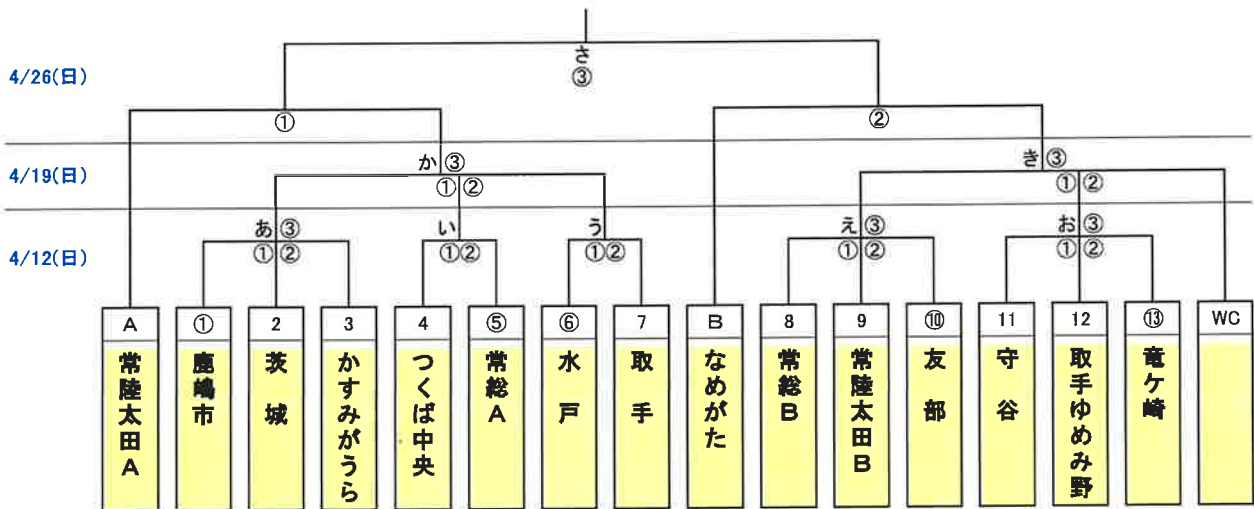 さ
③
4/26(日)
① ②
か③ き③
4/19(日)
①② ①②
あ③ い う え③ お③
4/12(日)
①② ①② ①② ①② ①②
A ① 2 3 4 ⑤ ⑥ 7 B 8 9 ⑩ 11 12 ⑬ WC
常陸太田A
鹿嶋市
茨城
かすみがうら
つくば中央
常総A
水戸
取手
なめがた
常総B
常陸太田B
友部
守谷
取手ゆめみ野
竜ケ崎